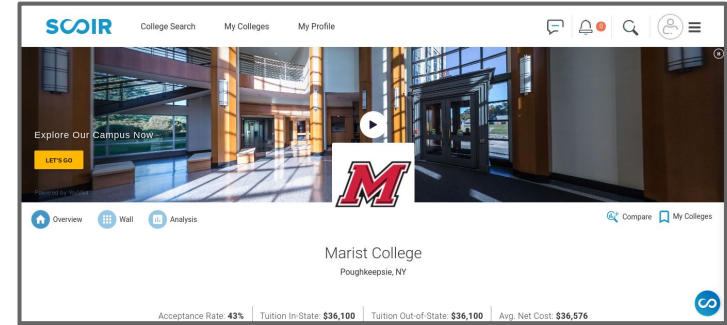 SCOIR
College Search My Colleges My Profile
0
Explore Our Campus Now
LET'S GO
Powered by YouVisit
M
Overview Wall Analysis Compare My Colleges
Marist College
Poughkeepsie, NY
Acceptance Rate: 43% Tuition In-State: $36,100 Tuition Out-of-State: $36,100 Avg. Net Cost: $36,576